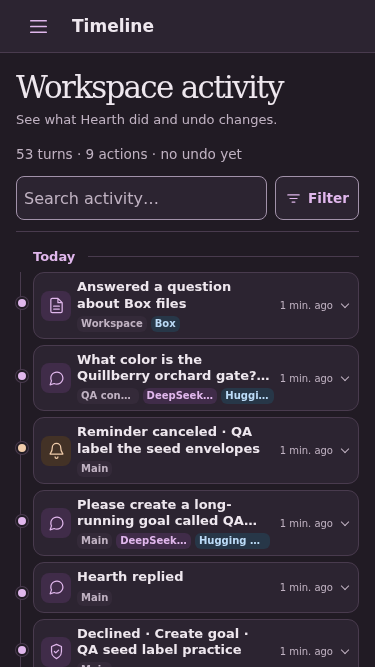 Timeline
Workspace activity
See what Hearth did and undo changes.
53 turns · 9 actions · no undo yet
Search activity...
Filter
Today
Answered a question
about Box files
1 min. ago
Workspace Box
What color is the
Quillberry orchard gate?...
1 min. ago
QA con... DeepSeek... Huggi...
Reminder canceled · QA
label the seed envelopes
1 min. ago
Main
Please create a long-
running goal called QA...
1 min. ago
Main DeepSeek... Hugging ...
Hearth replied
1 min. ago
Main
Declined · Create goal ·
QA seed label practice
1 min. ago